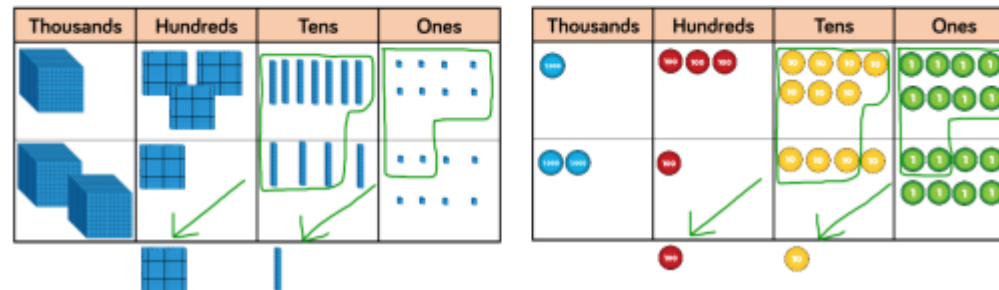 Thousands Hundreds Tens Ones
Thousands Hundreds Tens Ones
1000 100 100 100 10 10 10 10 1 1 1 1
10 10 10 1 1 1 1
1000 1000 100 10 10 10 10 1 1 1 1
1 1 1 1
100 10